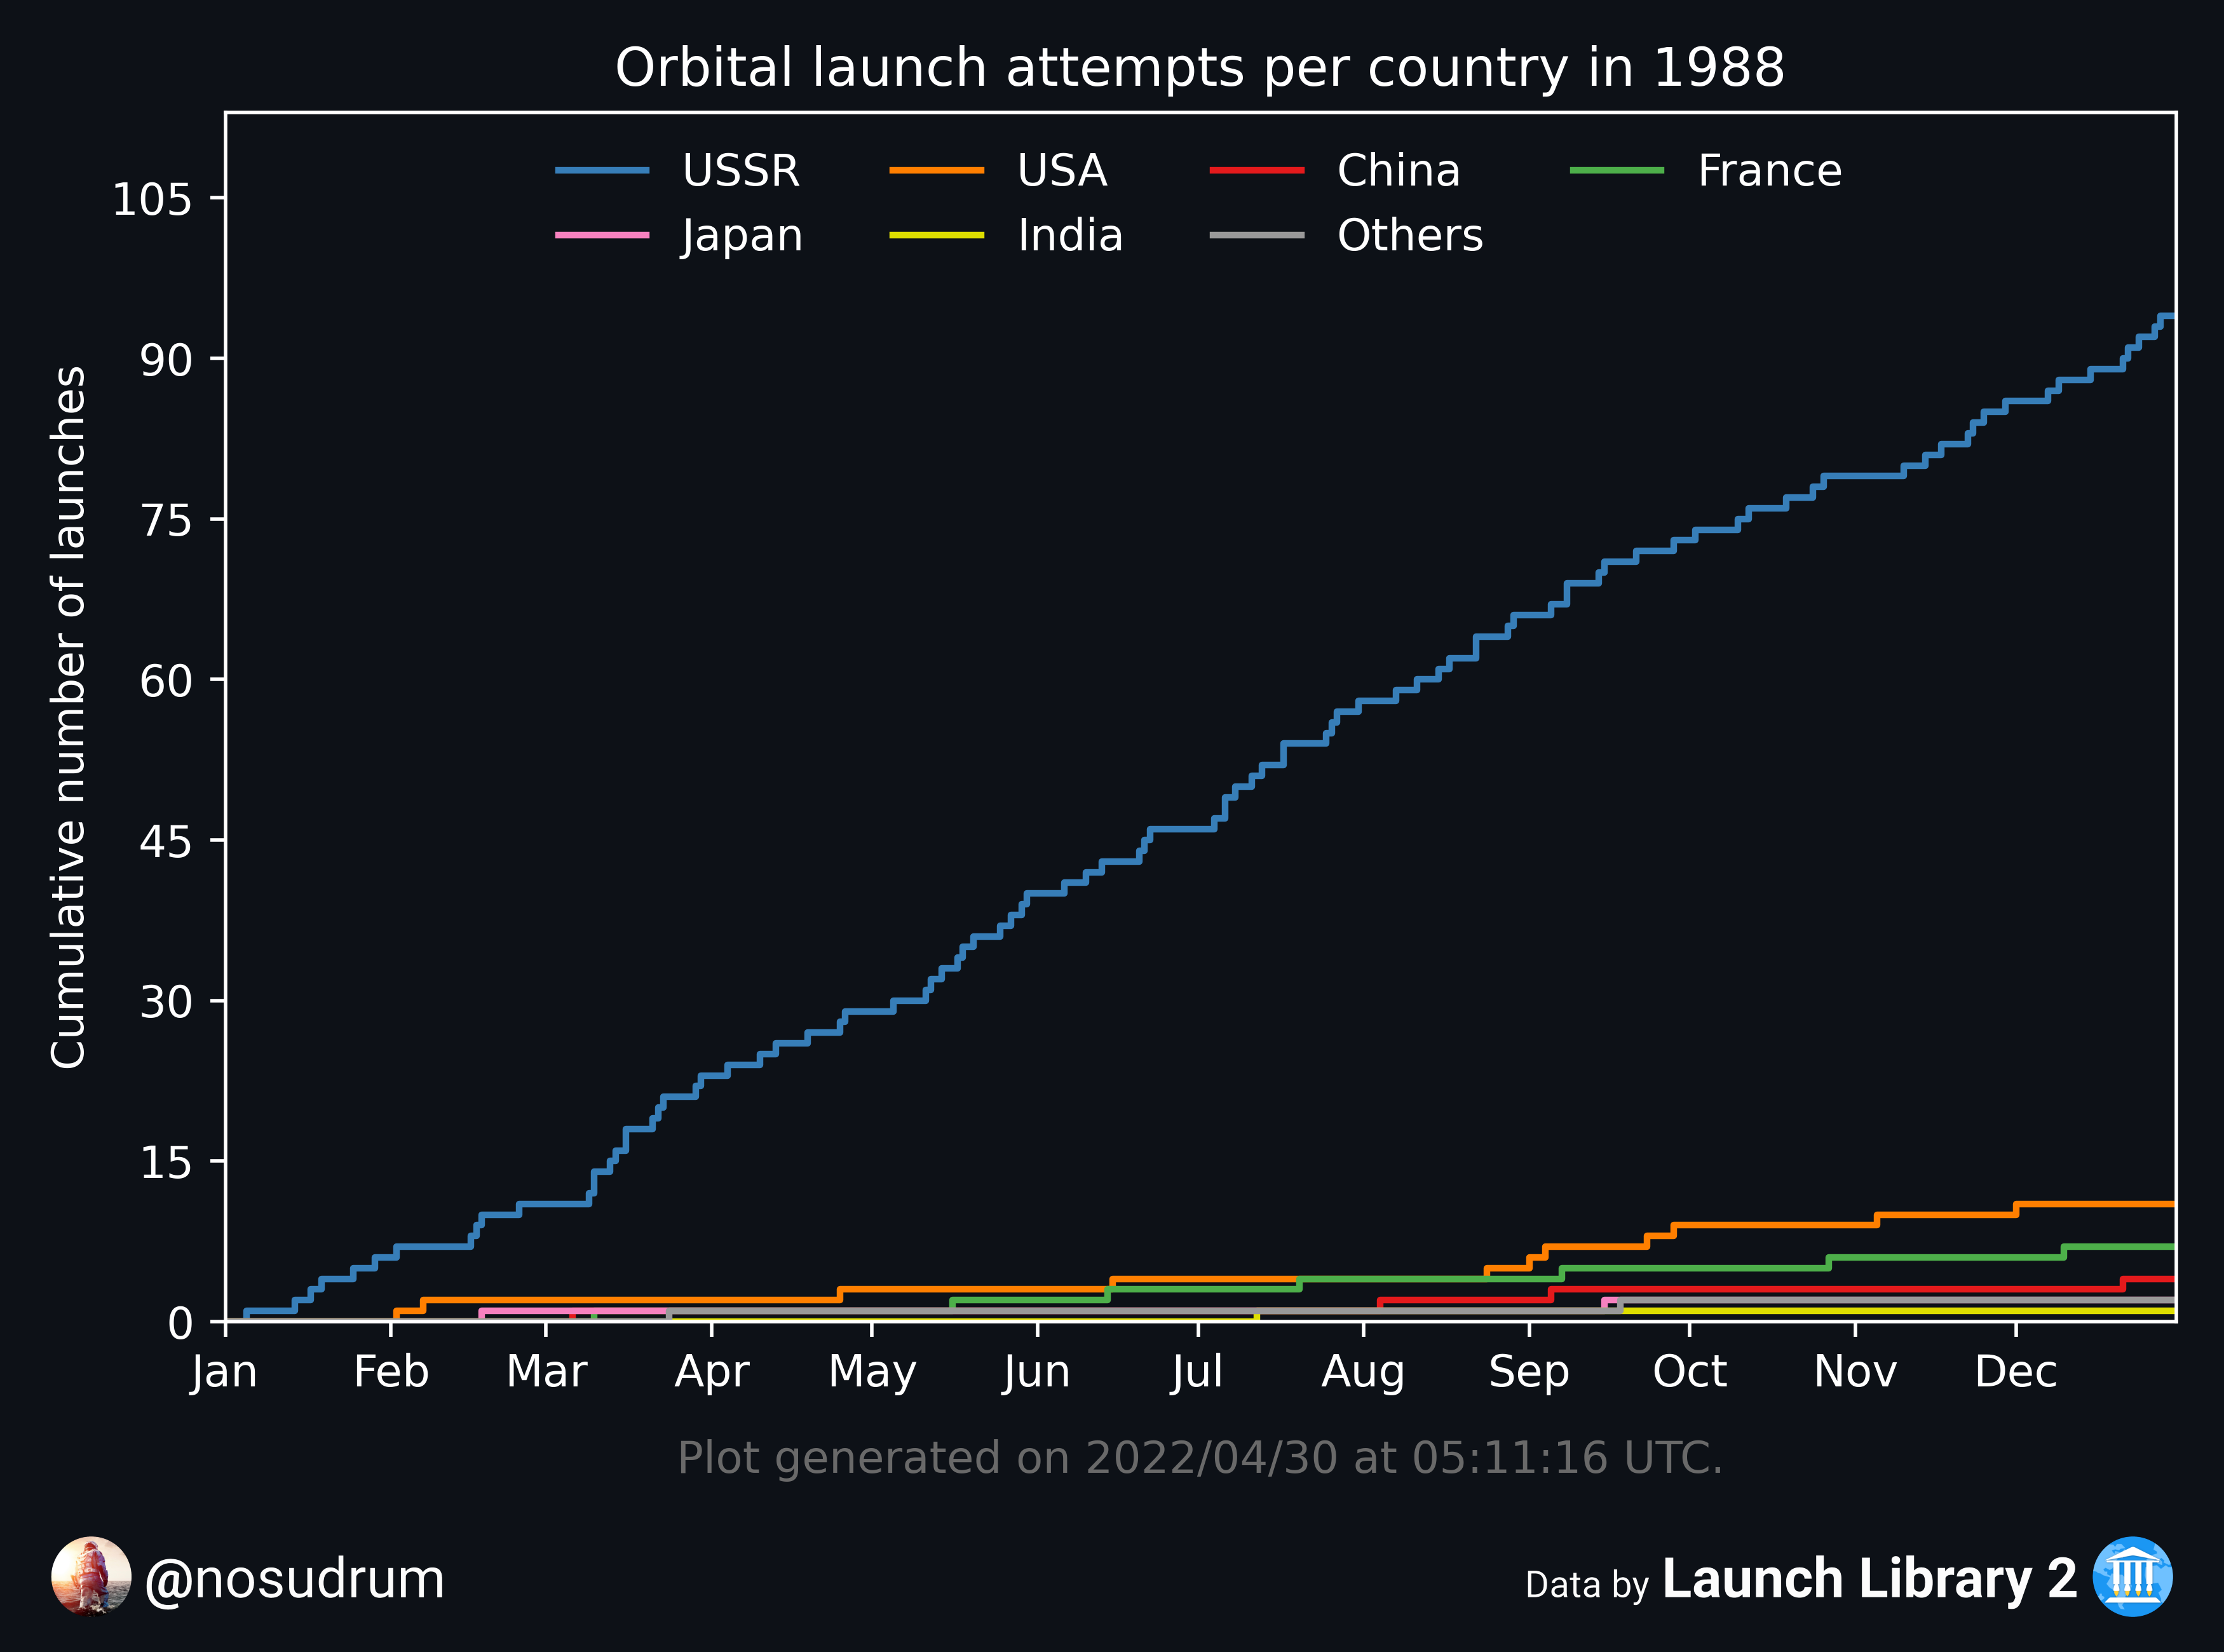 Orbital launch attempts per country in 1988
USSR USA China France
Japan India Others
Cumulative number of launches
105
90
75
60
45
30
15
0
Jan Feb Mar Apr May Jun Jul Aug Sep Oct Nov Dec
Plot generated on 2022/04/30 at 05:11:16 UTC.
@nosudrum
Data by Launch Library 2